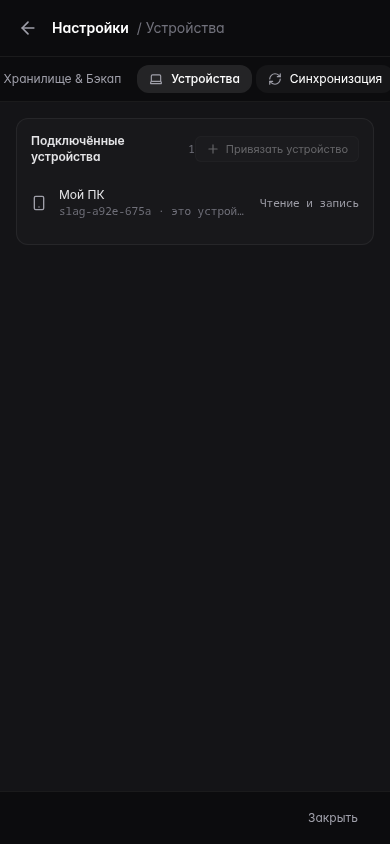 Настройки / Устройства
Хранилище & Бэкап Устройства Синхронизация
Подключённые устройства
1 + Привязать устройство
Мой ПК
slag-a92e-675a · это устрой…
Чтение и запись
Закрыть